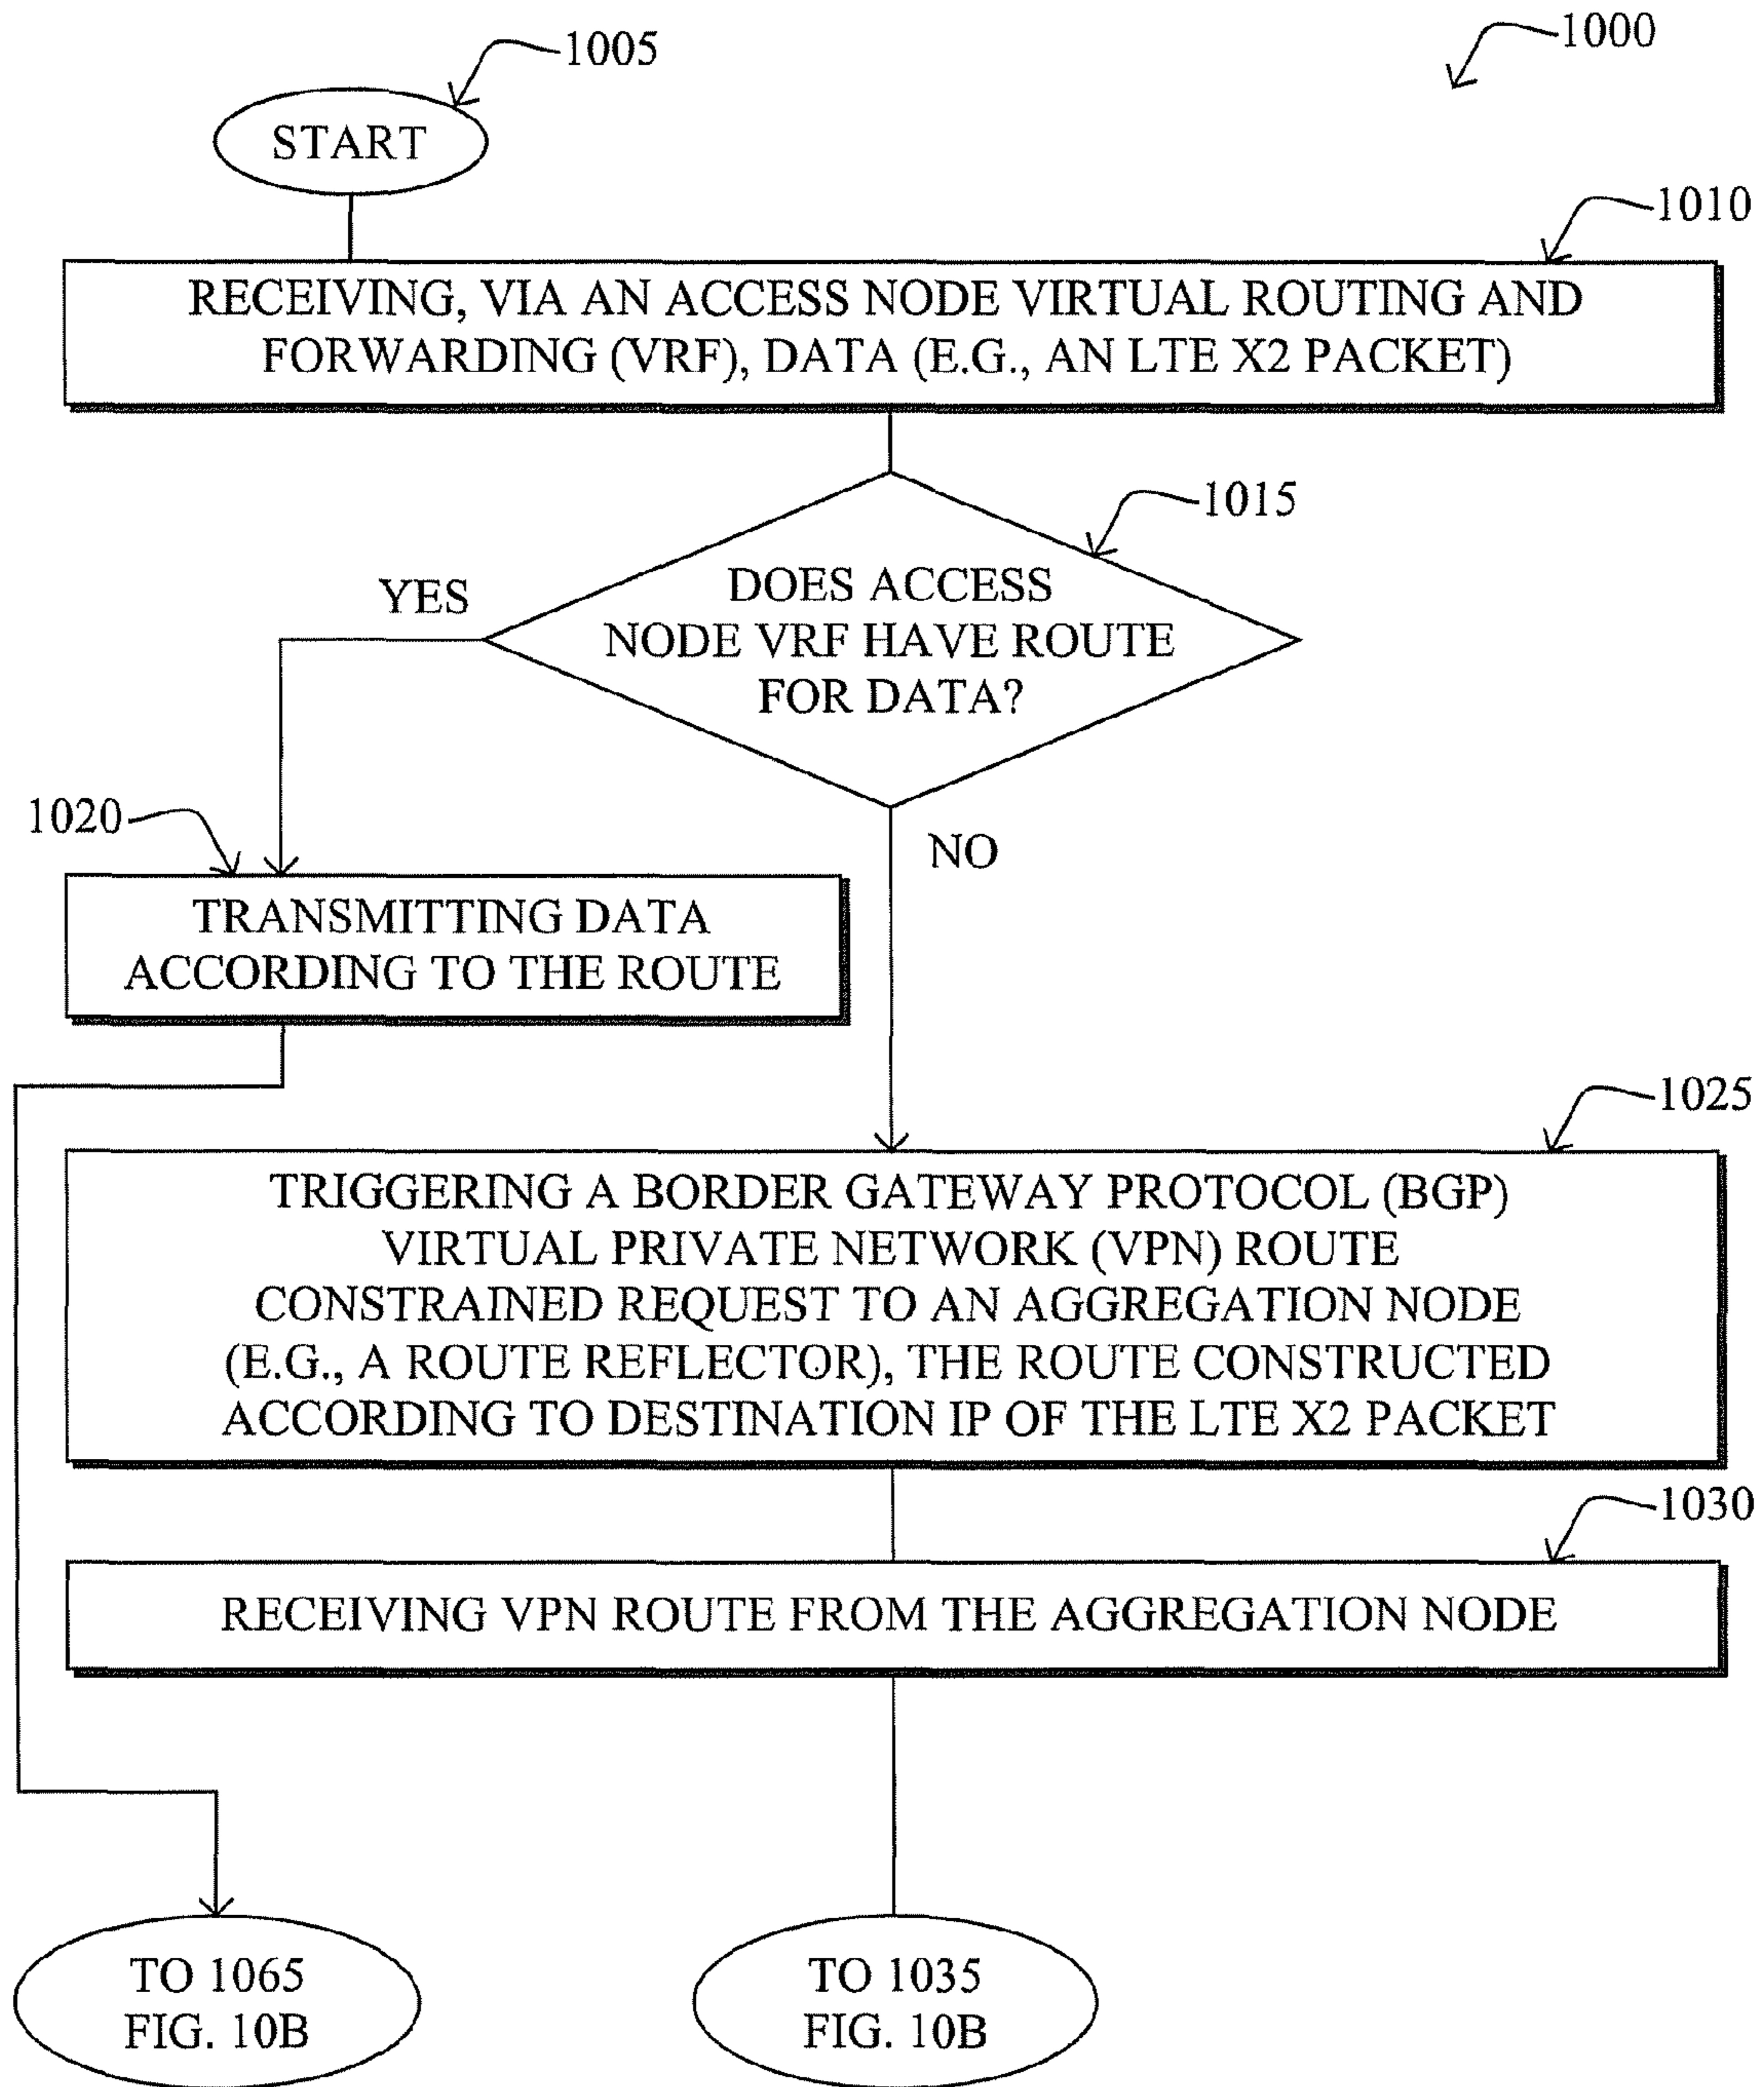 1000
1005
START
1010
RECEIVING, VIA AN ACCESS NODE VIRTUAL ROUTING AND
FORWARDING (VRF), DATA (E.G., AN LTE X2 PACKET)
1015
DOES ACCESS
NODE VRF HAVE ROUTE
FOR DATA?
YES
NO
1020
TRANSMITTING DATA
ACCORDING TO THE ROUTE
1025
TRIGGERING A BORDER GATEWAY PROTOCOL (BGP)
VIRTUAL PRIVATE NETWORK (VPN) ROUTE
CONSTRAINED REQUEST TO AN AGGREGATION NODE
(E.G., A ROUTE REFLECTOR), THE ROUTE CONSTRUCTED
ACCORDING TO DESTINATION IP OF THE LTE X2 PACKET
1030
RECEIVING VPN ROUTE FROM THE AGGREGATION NODE
TO 1065
FIG. 10B
TO 1035
FIG. 10B